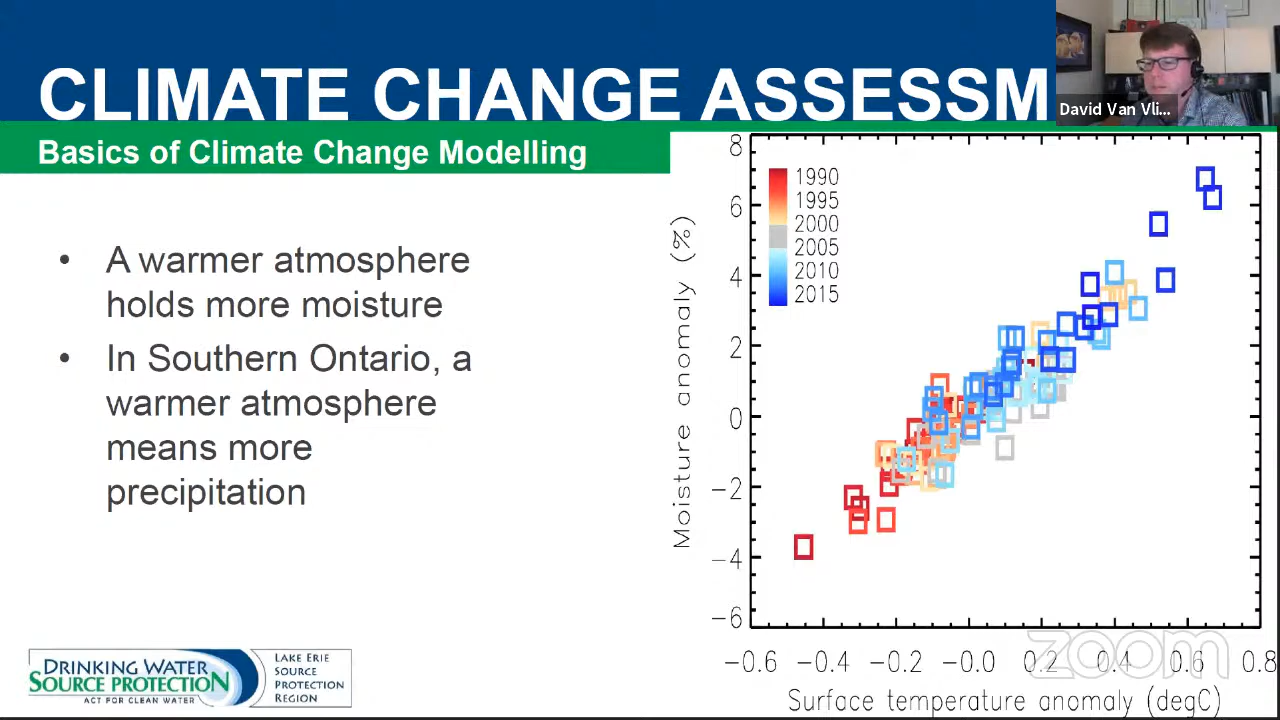 CLIMATE CHANGE ASSESSM
David Van Vli...
Basics of Climate Change Modelling
• A warmer atmosphere
holds more moisture
• In Southern Ontario, a
warmer atmosphere
means more
precipitation
8
6
4
2
0
−2
−4
−6
Moisture anomaly (%)
1990
1995
2000
2005
2010
2015
−0.6 −0.4 −0.2 −0.0 0.2 0.4 0.6 0.8
Surface temperature anomaly (degC)
zoom
DRINKING WATER
SOURCE PROTECTION
ACT FOR CLEAN WATER
LAKE ERIE
SOURCE
PROTECTION
REGION